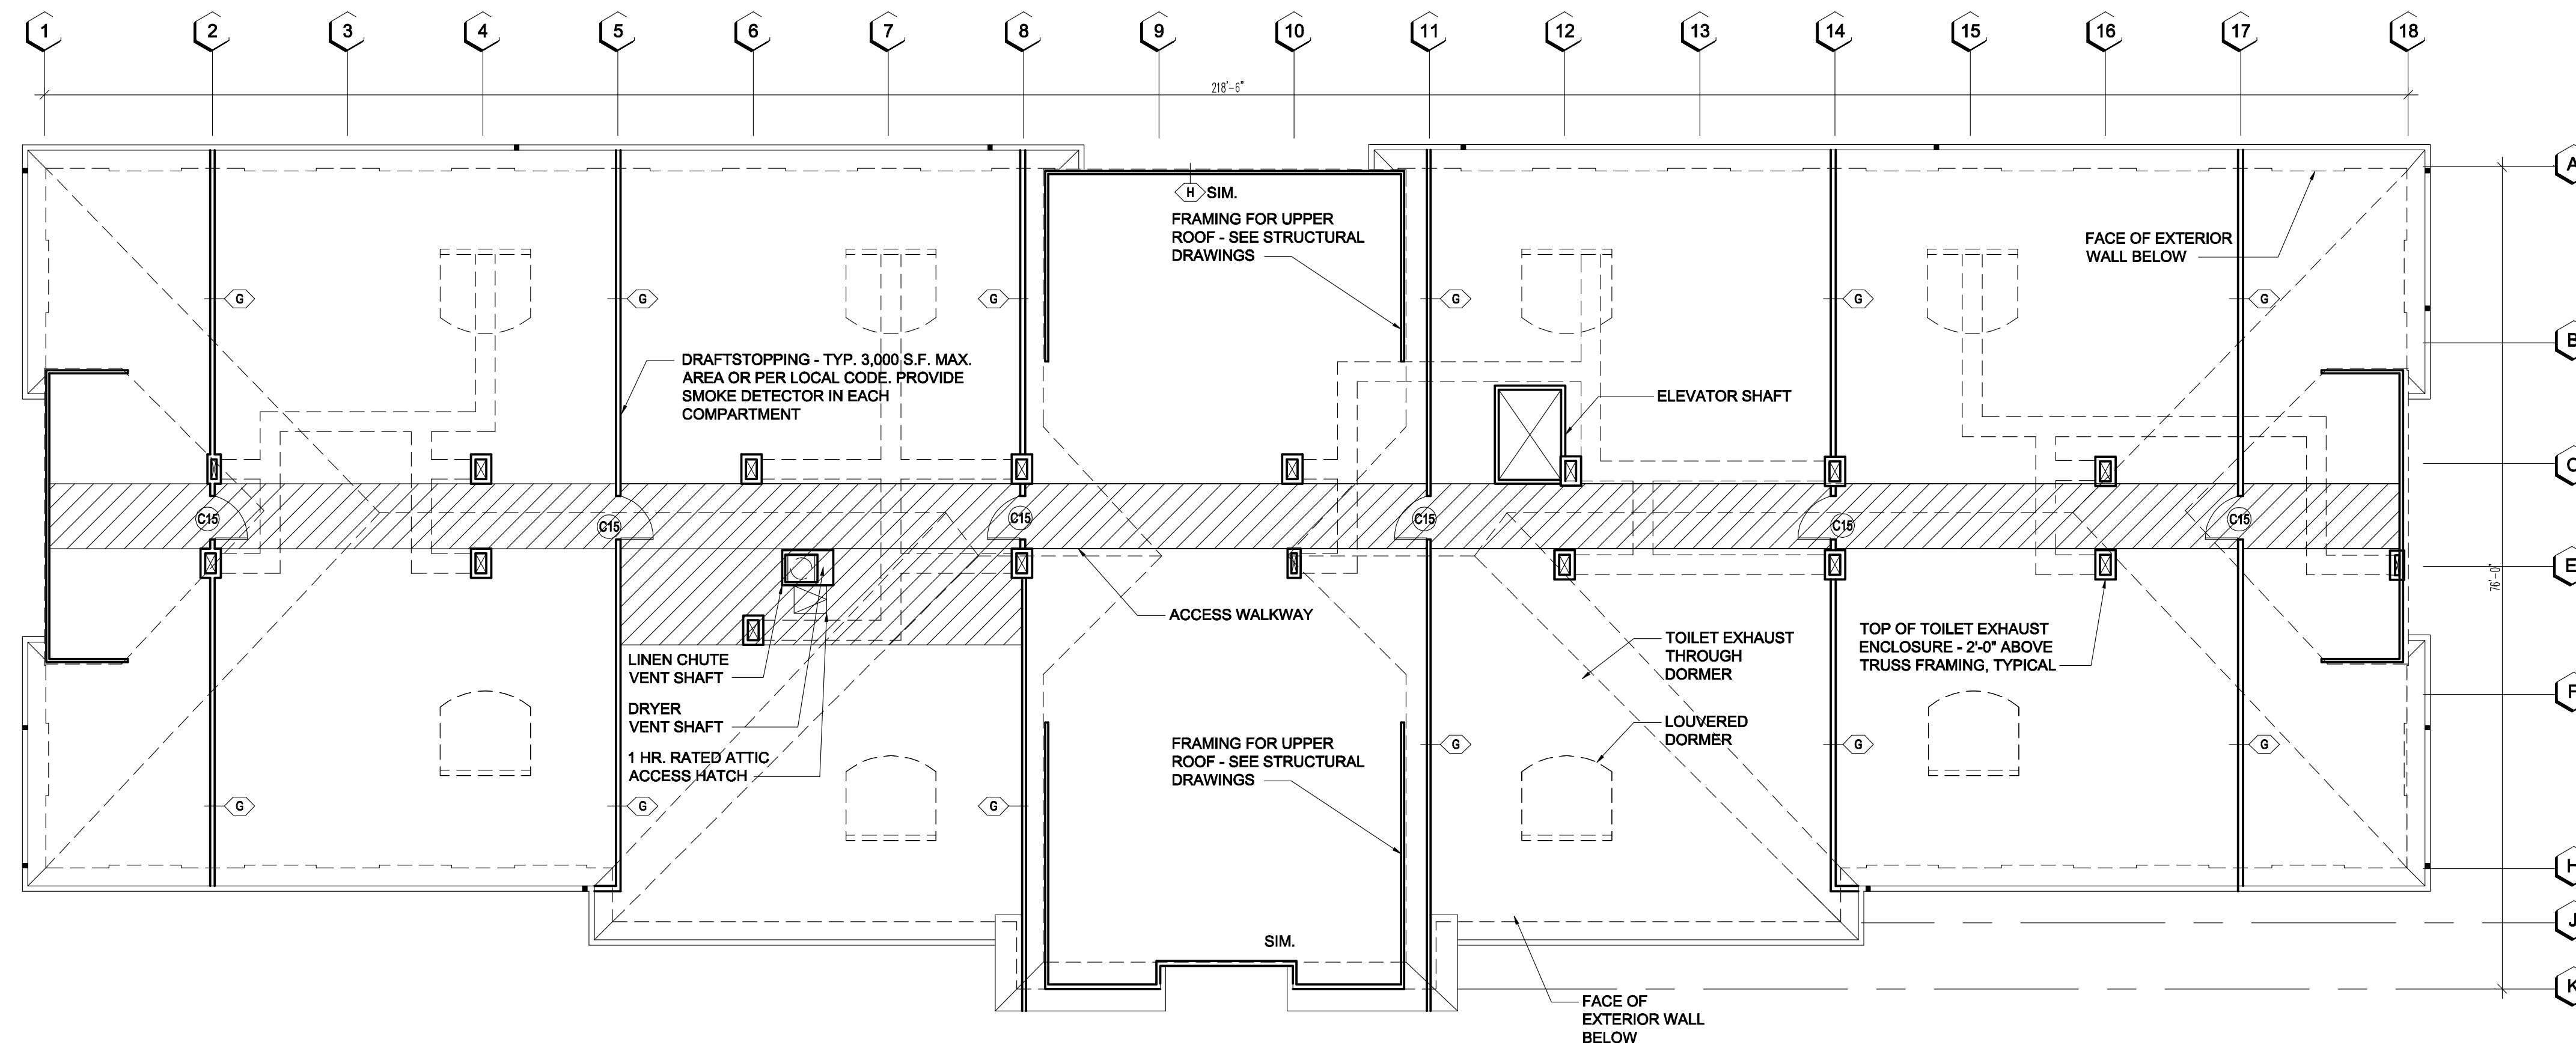 1 2 3 4 5 6 7 8 9 10 11 12 13 14 15 16 17 18
218'-6"
A
H SIM.
FRAMING FOR UPPER
ROOF - SEE STRUCTURAL
DRAWINGS
FACE OF EXTERIOR
WALL BELOW
G G G G G G
B
DRAFTSTOPPING - TYP. 3,000 S.F. MAX.
AREA OR PER LOCAL CODE. PROVIDE
SMOKE DETECTOR IN EACH
COMPARTMENT
ELEVATOR SHAFT
C
C15 C15 C15 C15 C15 C15
E
76'-0"
ACCESS WALKWAY
LINEN CHUTE
VENT SHAFT
DRYER
VENT SHAFT
1 HR. RATED ATTIC
ACCESS HATCH
TOILET EXHAUST
THROUGH
DORMER
TOP OF TOILET EXHAUST
ENCLOSURE - 2'-0" ABOVE
TRUSS FRAMING, TYPICAL
F
LOUVERED
DORMER
FRAMING FOR UPPER
ROOF - SEE STRUCTURAL
DRAWINGS
G G G
G G G
H
J
SIM.
K
FACE OF
EXTERIOR WALL
BELOW